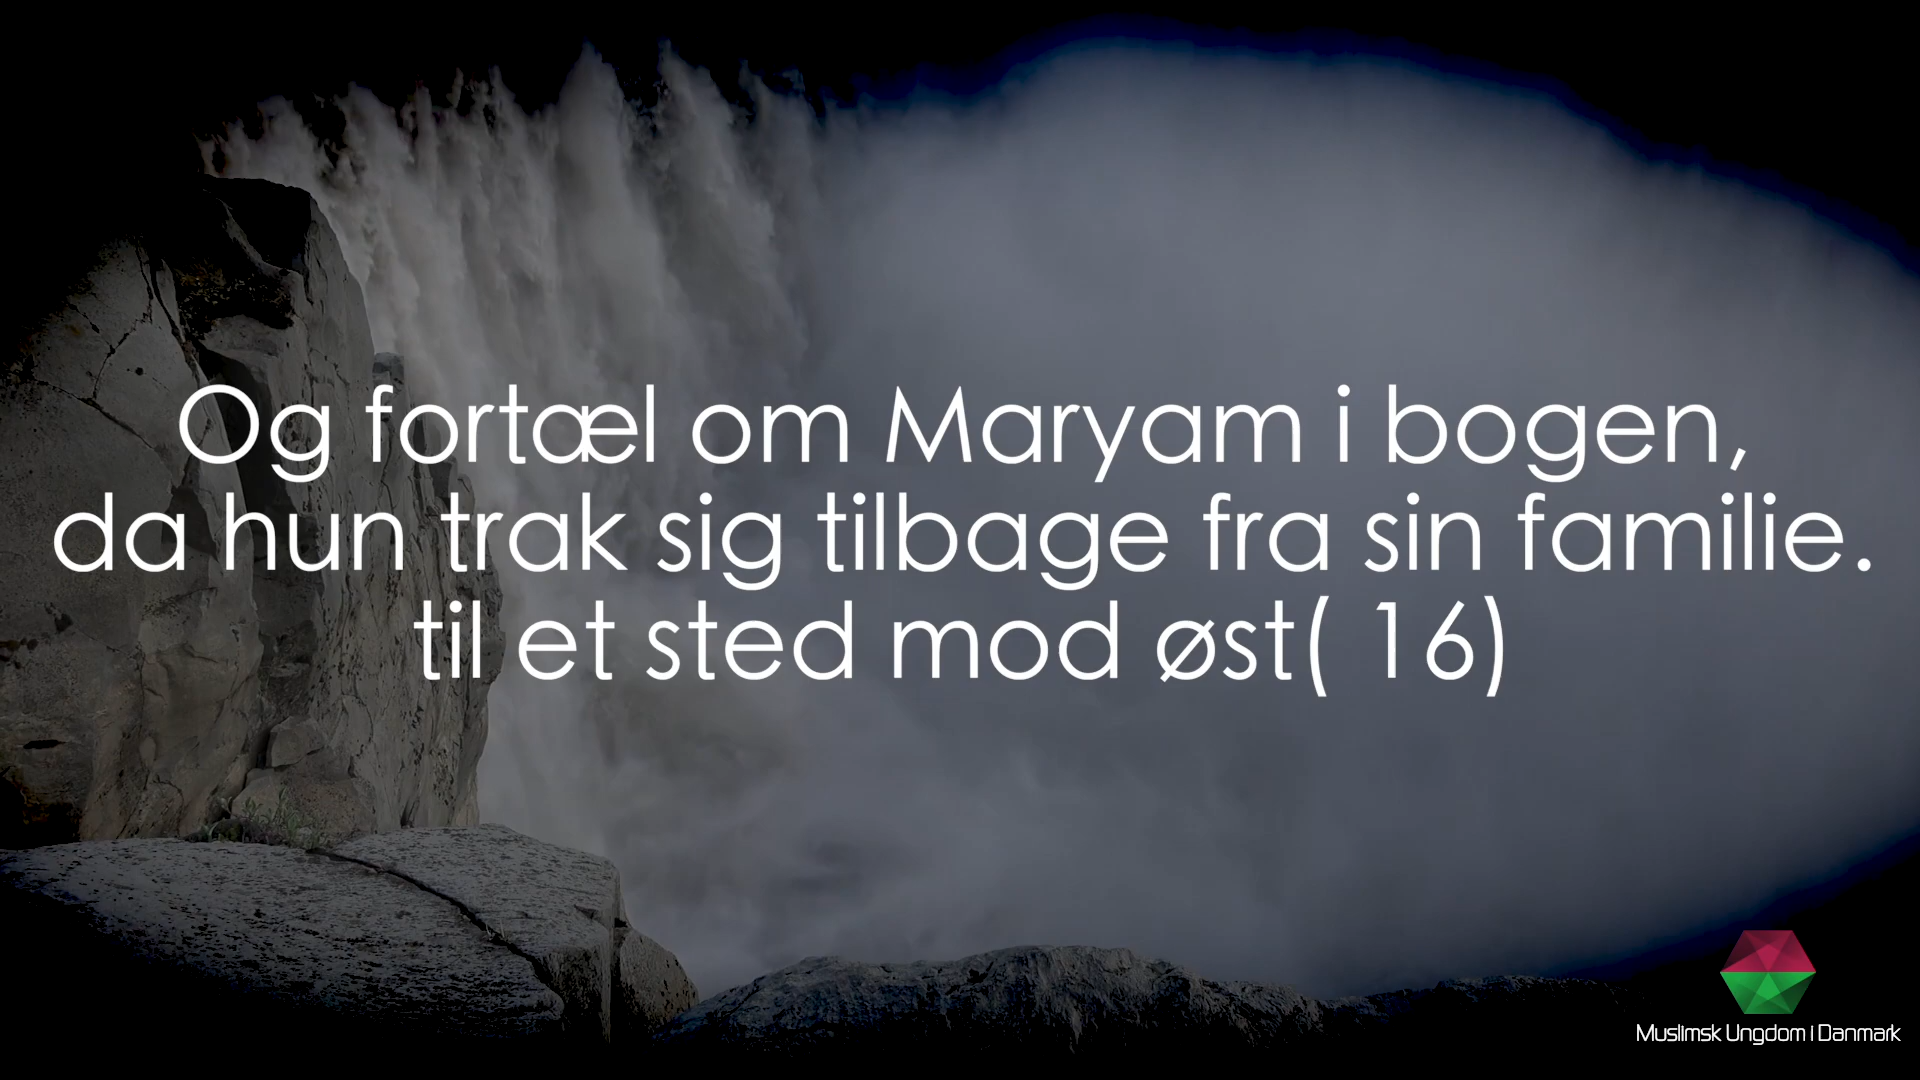 Og fortæl om Maryam i bogen,
da hun trak sig tilbage fra sin familie.
til et sted mod øst( 16)
Muslimsk Ungdom i Danmark